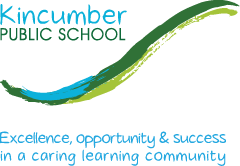 Kincumber
PUBLIC SCHOOL
Excellence, opportunity & success
in a caring learning community